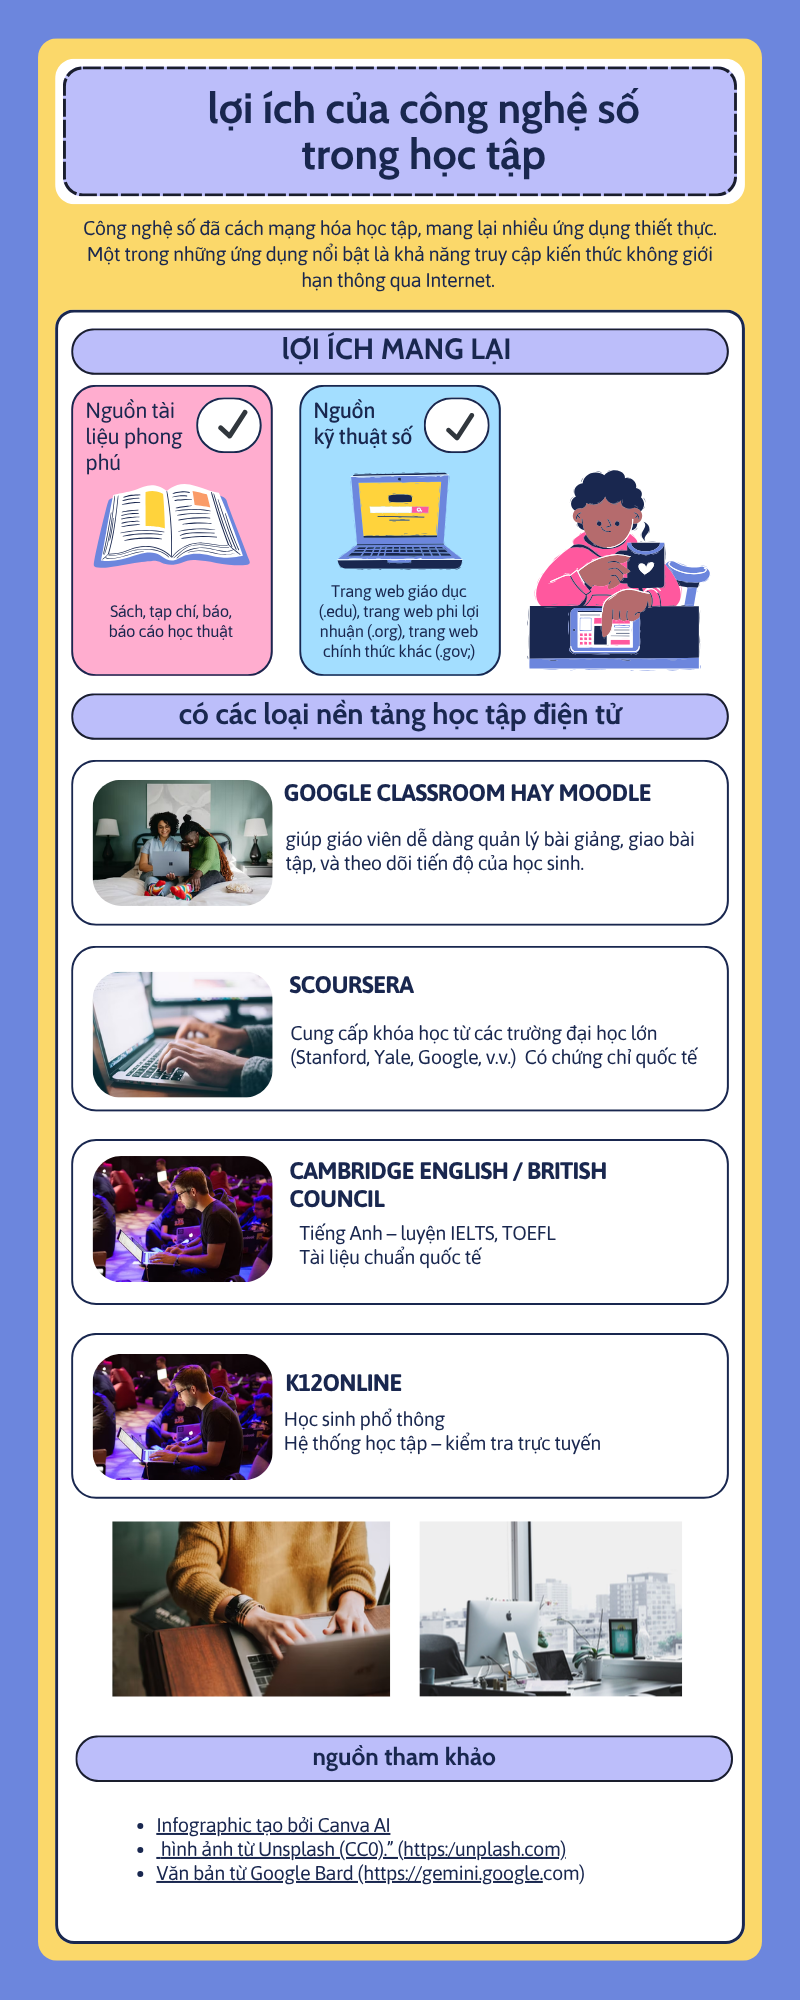 lợi ích của công nghệ số
trong học tập
Công nghệ số đã cách mạng hóa học tập, mang lại nhiều ứng dụng thiết thực.
Một trong những ứng dụng nổi bật là khả năng truy cập kiến thức không giới
hạn thông qua Internet.
lỢI ÍCH MANG LẠI
Nguồn tài
liệu phong
phú
Sách, tạp chí, báo,
báo cáo học thuật
Nguồn
kỹ thuật số
Trang web giáo dục
(.edu), trang web phi lợi
nhuận (.org), trang web
chính thức khác (.gov;)
có các loại nền tảng học tập điện tử
GOOGLE CLASSROOM HAY MOODLE
giúp giáo viên dễ dàng quản lý bài giảng, giao bài
tập, và theo dõi tiến độ của học sinh.
SCOURSERA
Cung cấp khóa học từ các trường đại học lớn
(Stanford, Yale, Google, v.v.) Có chứng chỉ quốc tế
CAMBRIDGE ENGLISH / BRITISH
COUNCIL
Tiếng Anh – luyện IELTS, TOEFL
Tài liệu chuẩn quốc tế
K12ONLINE
Học sinh phổ thông
Hệ thống học tập – kiểm tra trực tuyến
nguồn tham khảo
• Infographic tạo bởi Canva AI
• hình ảnh từ Unsplash (CC0).” (https:/unplash.com)
• Văn bản từ Google Bard (https://gemini.google.com)